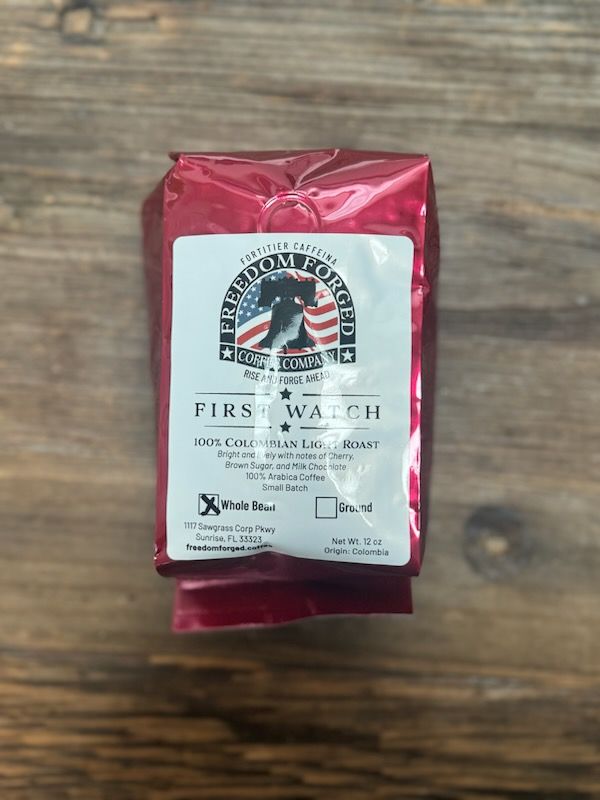 FORTITIER CAFFEINA
FREEDOM FORGED
COFFEE COMPANY
RISE AND FORGE AHEAD
FIRST WATCH
100% COLOMBIAN LIGHT ROAST
Bright and lively with notes of Cherry,
Brown Sugar, and Milk Chocolate
100% Arabica Coffee
Small Batch
Whole Bean
Ground
1117 Sawgrass Corp Pkwy
Sunrise, FL 33323
freedomforged.coffee
Net Wt. 12 oz
Origin: Colombia